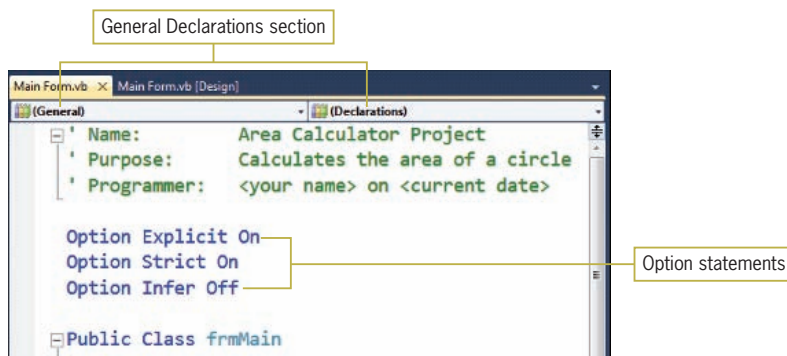 General Declarations section
Main Form.vb × Main Form.vb [Design]
(General) (Declarations)
' Name: Area Calculator Project
' Purpose: Calculates the area of a circle
' Programmer: <your name> on <current date>
Option Explicit On
Option Strict On
Option Infer Off
Option statements
Public Class frmMain